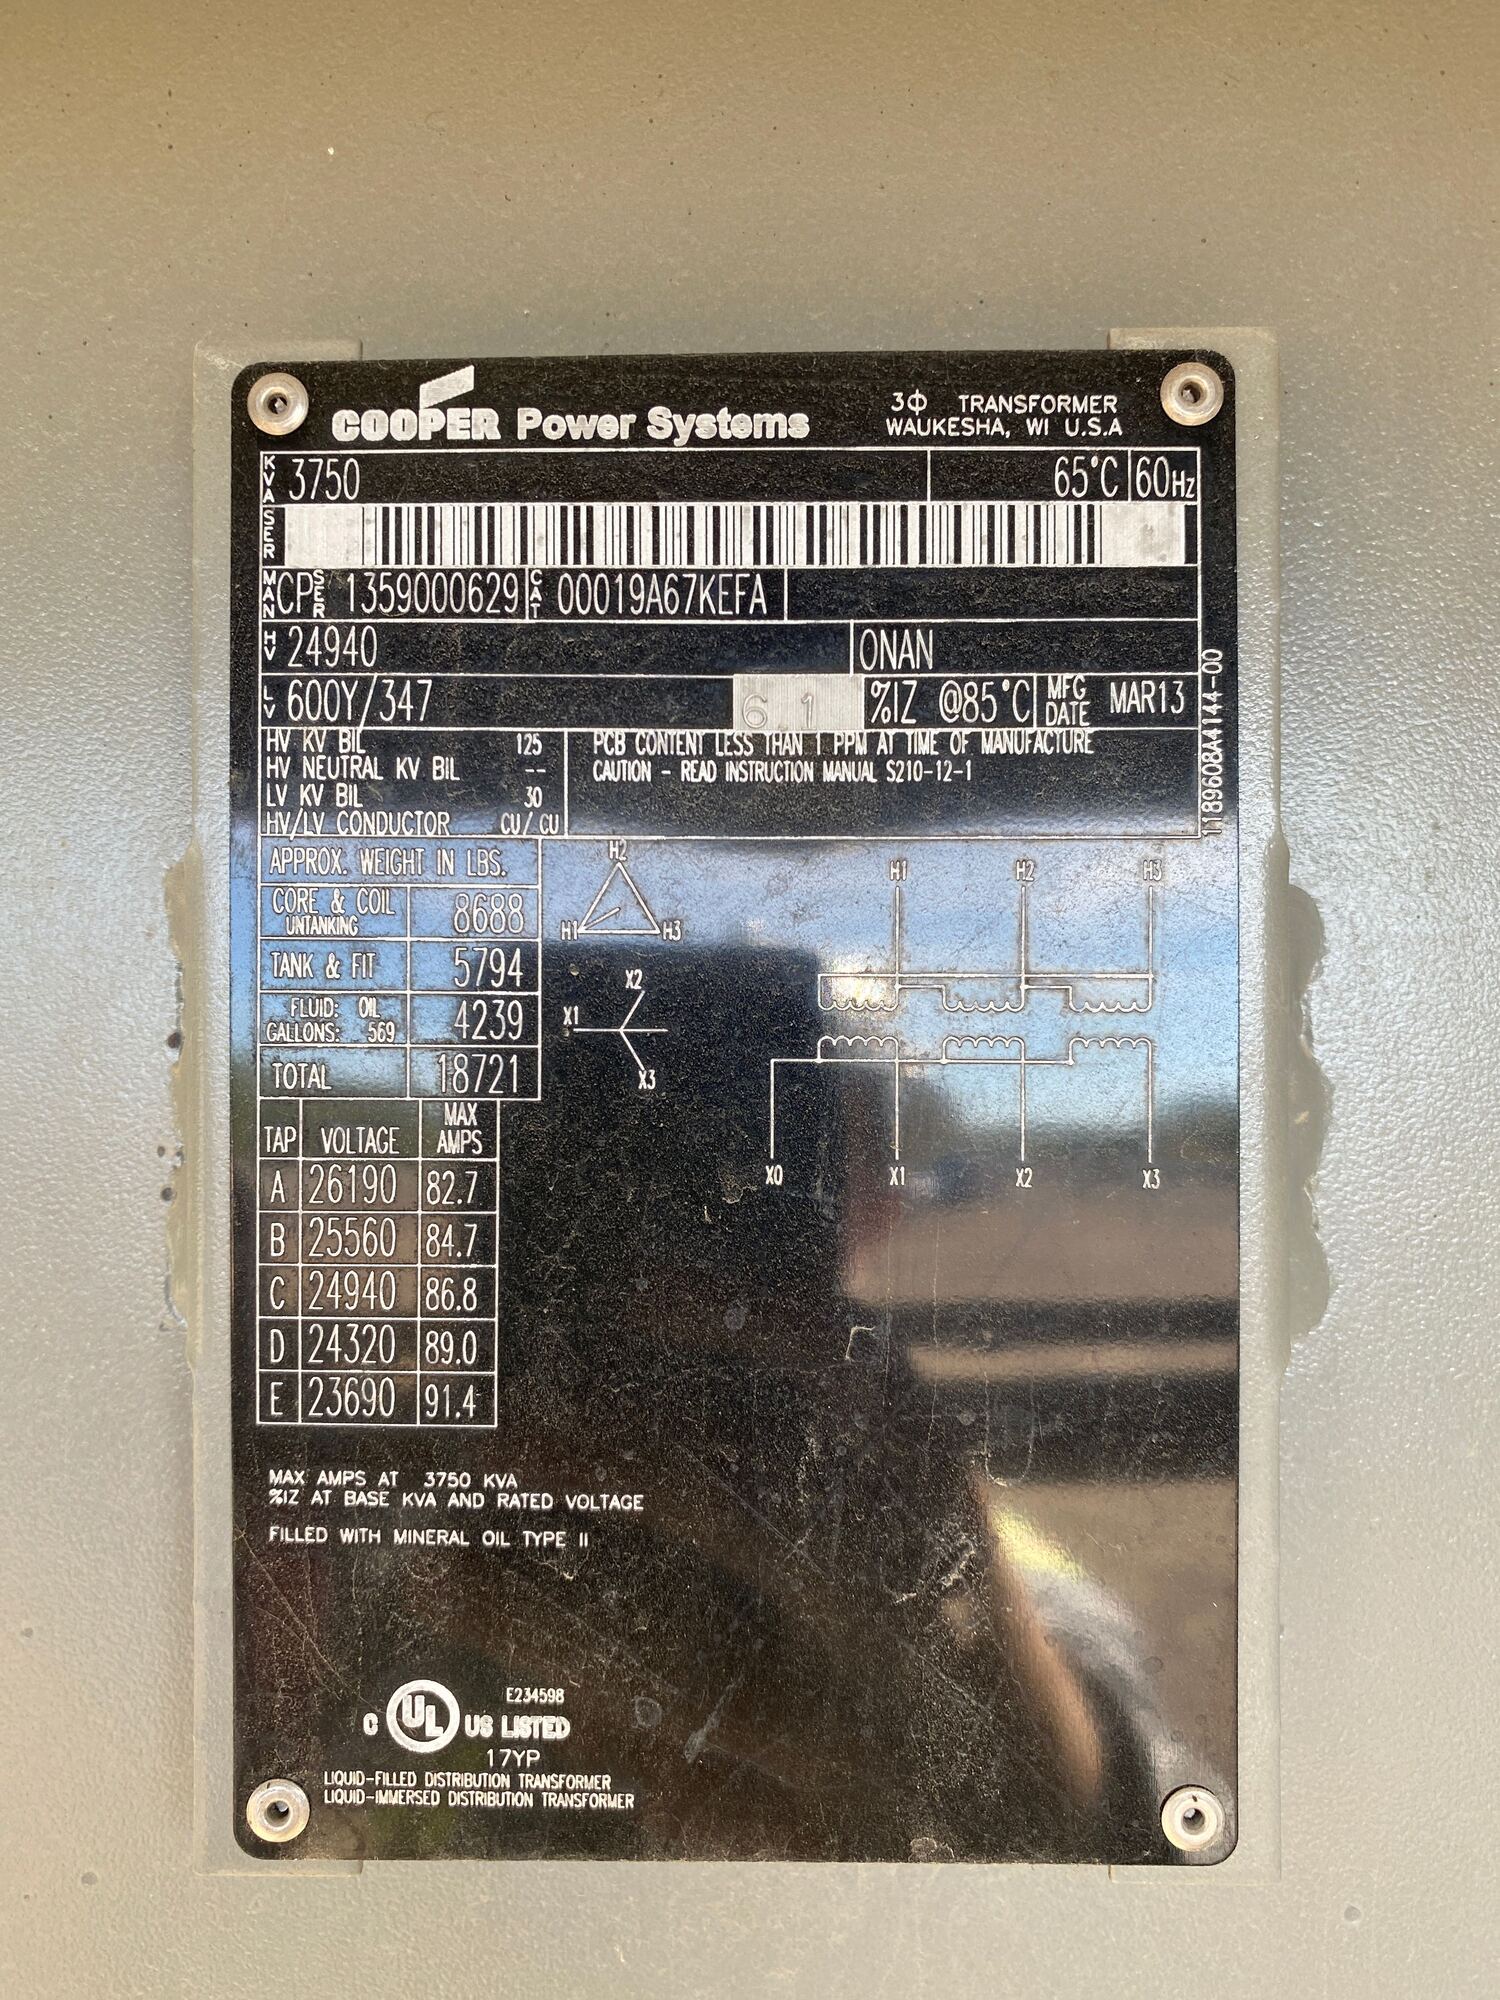 COOPER Power Systems
3Φ TRANSFORMER
WAUKESHA, WI U.S.A
KVA 3750 65°C 60Hz
SER
MAN CP SER 1359000629 CAT 00019A67KEFA
HV 24940 ONAN
LV 600Y/347 6.1 %IZ @85°C MFG DATE MAR13
1189608A4144-00
HV KV BIL 125
HV NEUTRAL KV BIL --
LV KV BIL 30
HV/LV CONDUCTOR CU/CU
PCB CONTENT LESS THAN 1 PPM AT TIME OF MANUFACTURE
CAUTION - READ INSTRUCTION MANUAL S210-12-1
APPROX. WEIGHT IN LBS.
CORE & COIL UNTANKING 8688
TANK & FIT 5794
FLUID: OIL GALLONS: 569 4239
TOTAL 18721
H2
H1 H3
X2
X1
X3
H1 H2 H3
X0 X1 X2 X3
TAP VOLTAGE MAX AMPS
A 26190 82.7
B 25560 84.7
C 24940 86.8
D 24320 89.0
E 23690 91.4
MAX AMPS AT 3750 KVA
%IZ AT BASE KVA AND RATED VOLTAGE
FILLED WITH MINERAL OIL TYPE II
E234598
C UL US LISTED
17YP
LIQUID-FILLED DISTRIBUTION TRANSFORMER
LIQUID-IMMERSED DISTRIBUTION TRANSFORMER